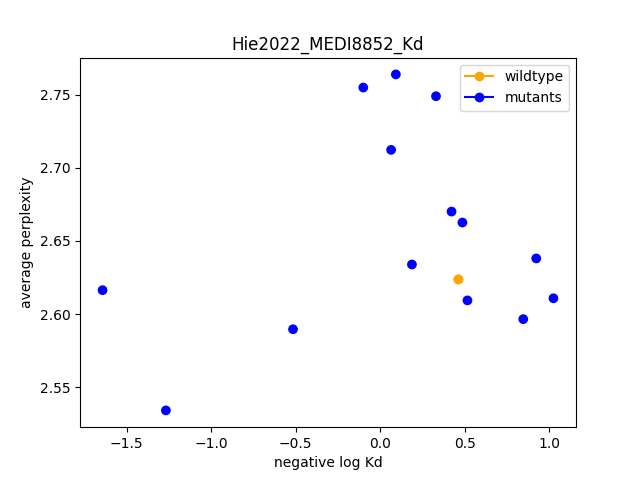 Hie2022_MEDI8852_Kd
wildtype
mutants
2.75
2.70
2.65
2.60
2.55
average perplexity
−1.5
−1.0
−0.5
0.0
0.5
1.0
negative log Kd